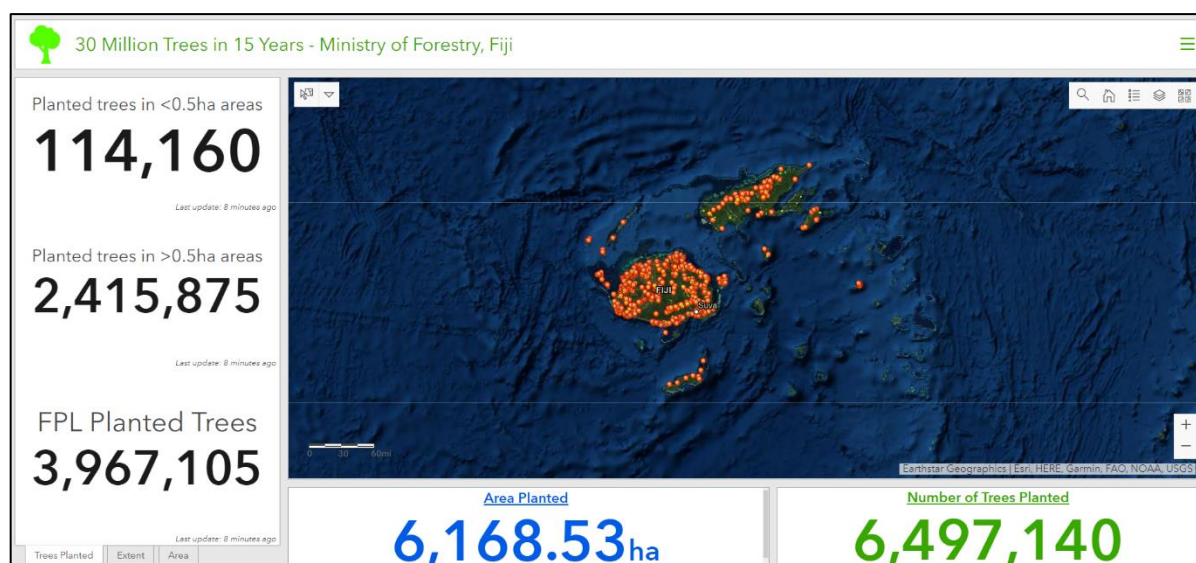 30 Million Trees in 15 Years - Ministry of Forestry, Fiji
Planted trees in <0.5ha areas
114,160
Last update: 8 minutes ago
Planted trees in >0.5ha areas
2,415,875
Last update: 8 minutes ago
FPL Planted Trees
3,967,105
Last update: 8 minutes ago
Trees Planted Extent Area
FIJI
Suva
0 30 60mi
+
−
Earthstar Geographics | Esri, HERE, Garmin, FAO, NOAA, USGS
Area Planted
6,168.53ha
Number of Trees Planted
6,497,140